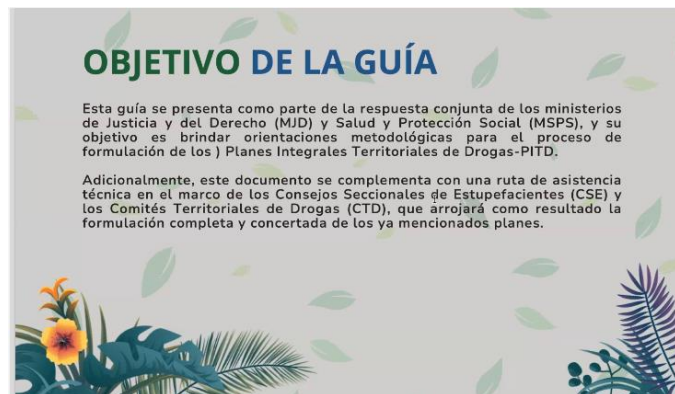 OBJETIVO DE LA GUÍA
Esta guía se presenta como parte de la respuesta conjunta de los ministerios
de Justicia y del Derecho (MJD) y Salud y Protección Social (MSPS), y su
objetivo es brindar orientaciones metodológicas para el proceso de
formulación de los ) Planes Integrales Territoriales de Drogas-PITD.
Adicionalmente, este documento se complementa con una ruta de asistencia
técnica en el marco de los Consejos Seccionales de Estupefacientes (CSE) y
los Comités Territoriales de Drogas (CTD), que arrojará como resultado la
formulación completa y concertada de los ya mencionados planes.